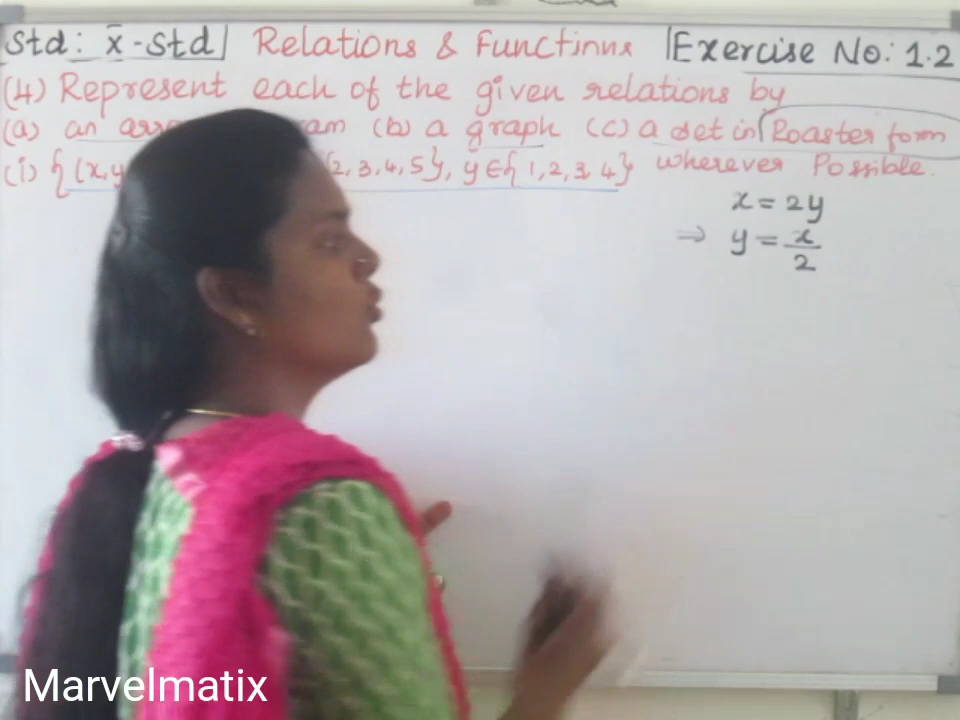 Std: x-Std Relations & Functions Exercise No: 1.2
(4) Represent each of the given relations by
(a) an (b) a graph (c) a set in Roaster form
(i) {(x,y 2, 3, 4, 5}, y∈{1, 2, 3, 4} wherever Possible.
x = 2y
⇒ y = x/2
Marvelmatix